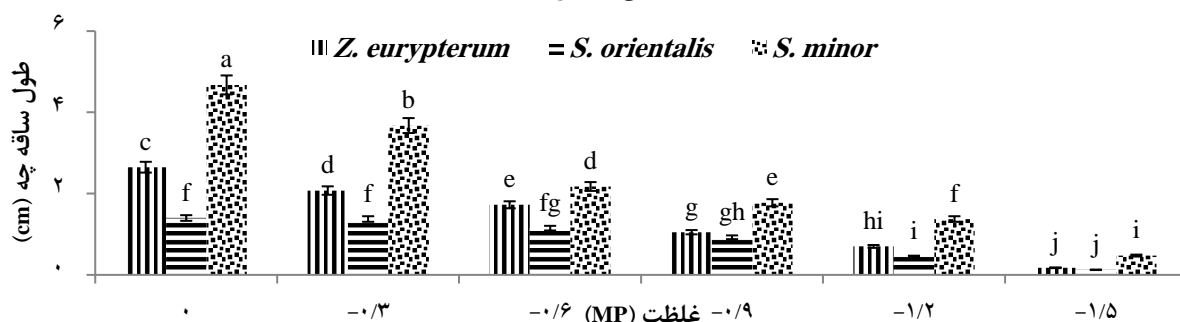 ۶
Z. eurypterum S. orientalis S. minor
۴
۲
۰
طول ساقه چه (cm)
c f a
d f b
e fg d
g gh e
hi i f
j j i
۰ -۰/۳ -۰/۶ -۰/۹ -۱/۲ -۱/۵
غلظت (MP)